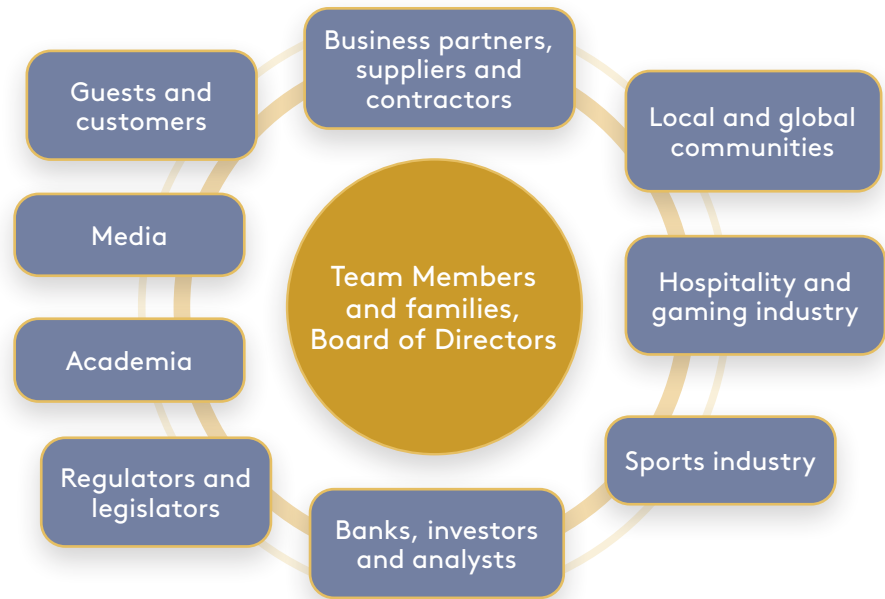 Business partners,
suppliers and
contractors
Guests and
customers
Local and global
communities
Media
Team Members
and families,
Board of Directors
Hospitality and
gaming industry
Academia
Sports industry
Regulators and
legislators
Banks, investors
and analysts